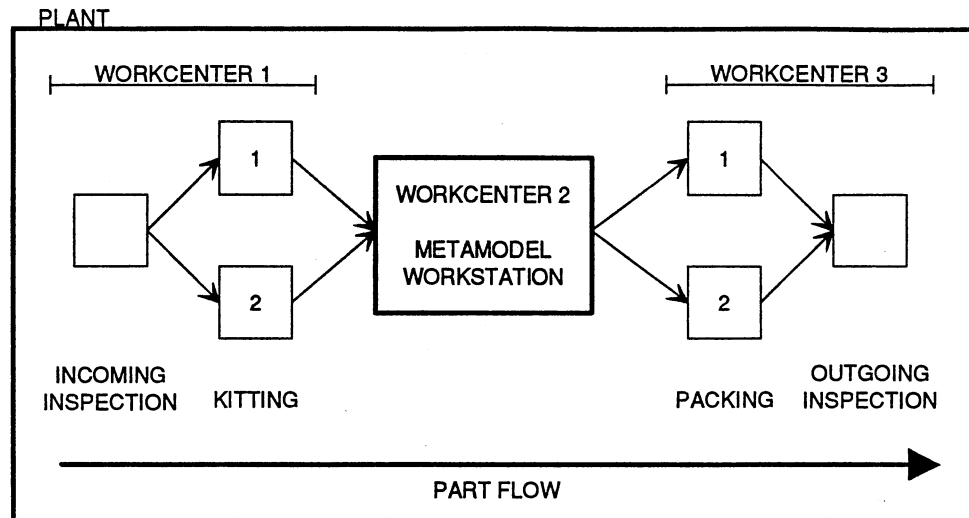 PLANT
WORKCENTER 1
WORKCENTER 3
1
1
WORKCENTER 2
METAMODEL
WORKSTATION
2
2
INCOMING
INSPECTION
KITTING
PACKING
OUTGOING
INSPECTION
PART FLOW